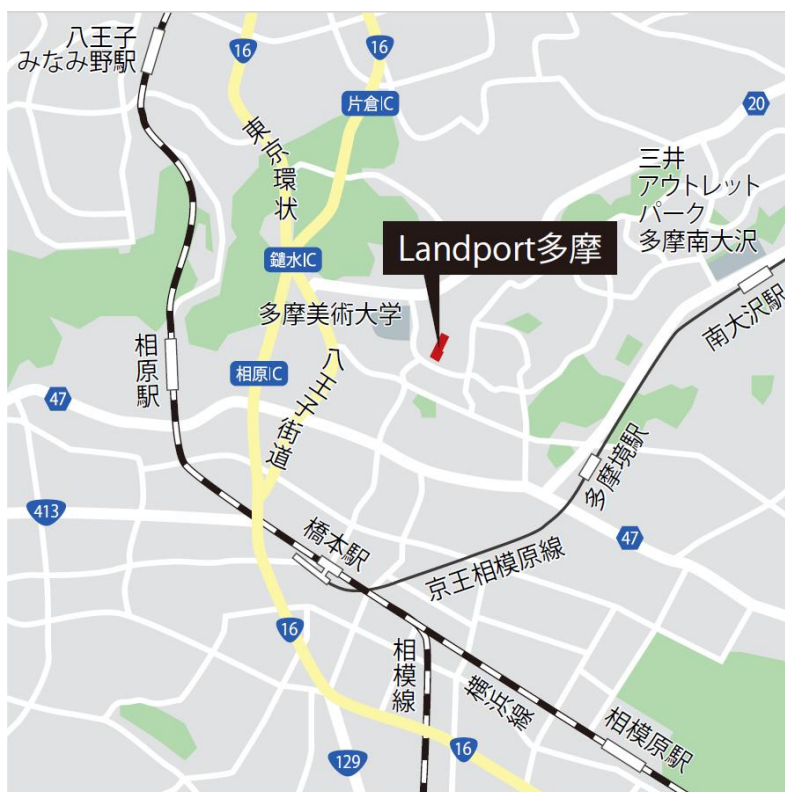 八王子
みなみ野駅
16
16
片倉IC
20
東京環状
三井
アウトレット
パーク
多摩南大沢
Landport多摩
鑓水IC
多摩美術大学
南大沢駅
相原駅
相原IC
八王子街道
47
多摩境駅
413
47
橋本駅
京王相模原線
16
相模線
横浜線
相模原駅
129
16